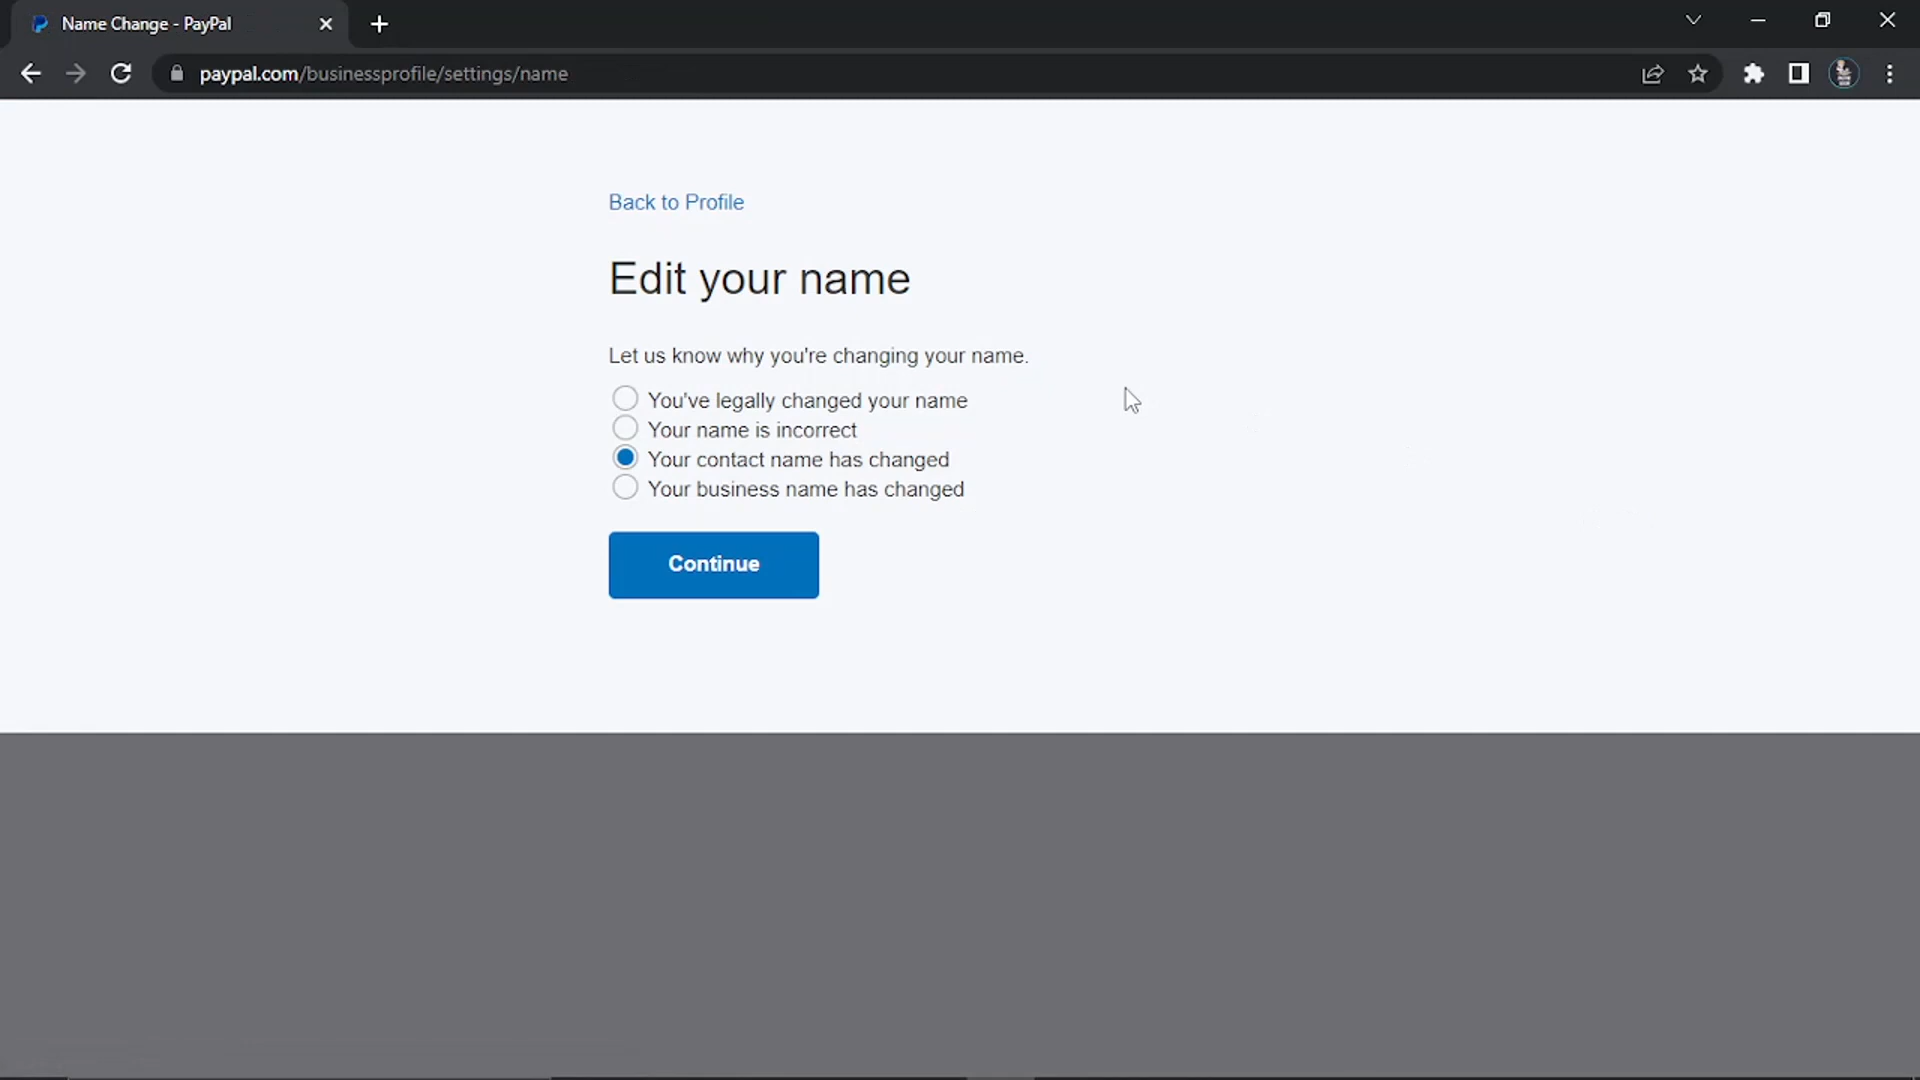 Name Change - PayPal
paypal.com/businessprofile/settings/name
Back to Profile
Edit your name
Let us know why you're changing your name.
You've legally changed your name
Your name is incorrect
Your contact name has changed
Your business name has changed
Continue